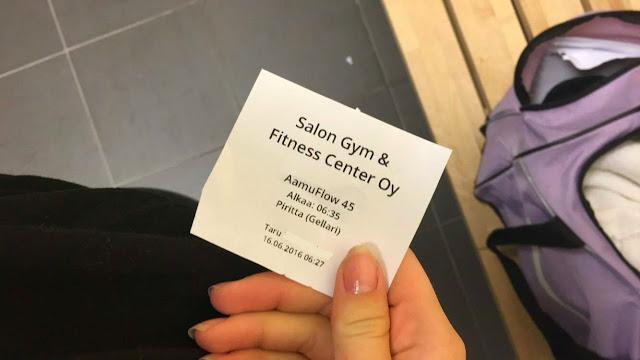 Salon Gym &
Fitness Center Oy
AamuFlow 45
Alkaa: 06:35
Piritta (Gellari)
Taru
16.06.2016 06:27